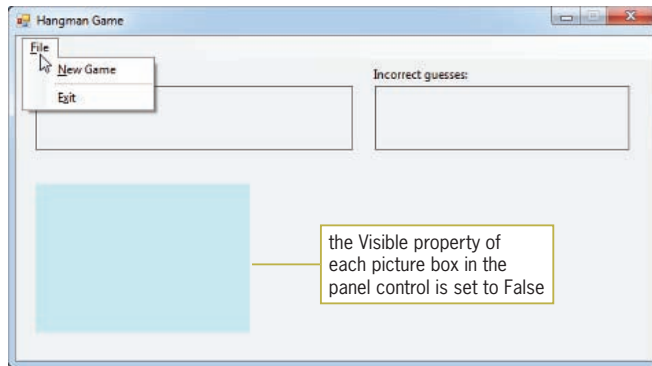 Hangman Game
File
New Game
Exit
Incorrect guesses:
the Visible property of
each picture box in the
panel control is set to False